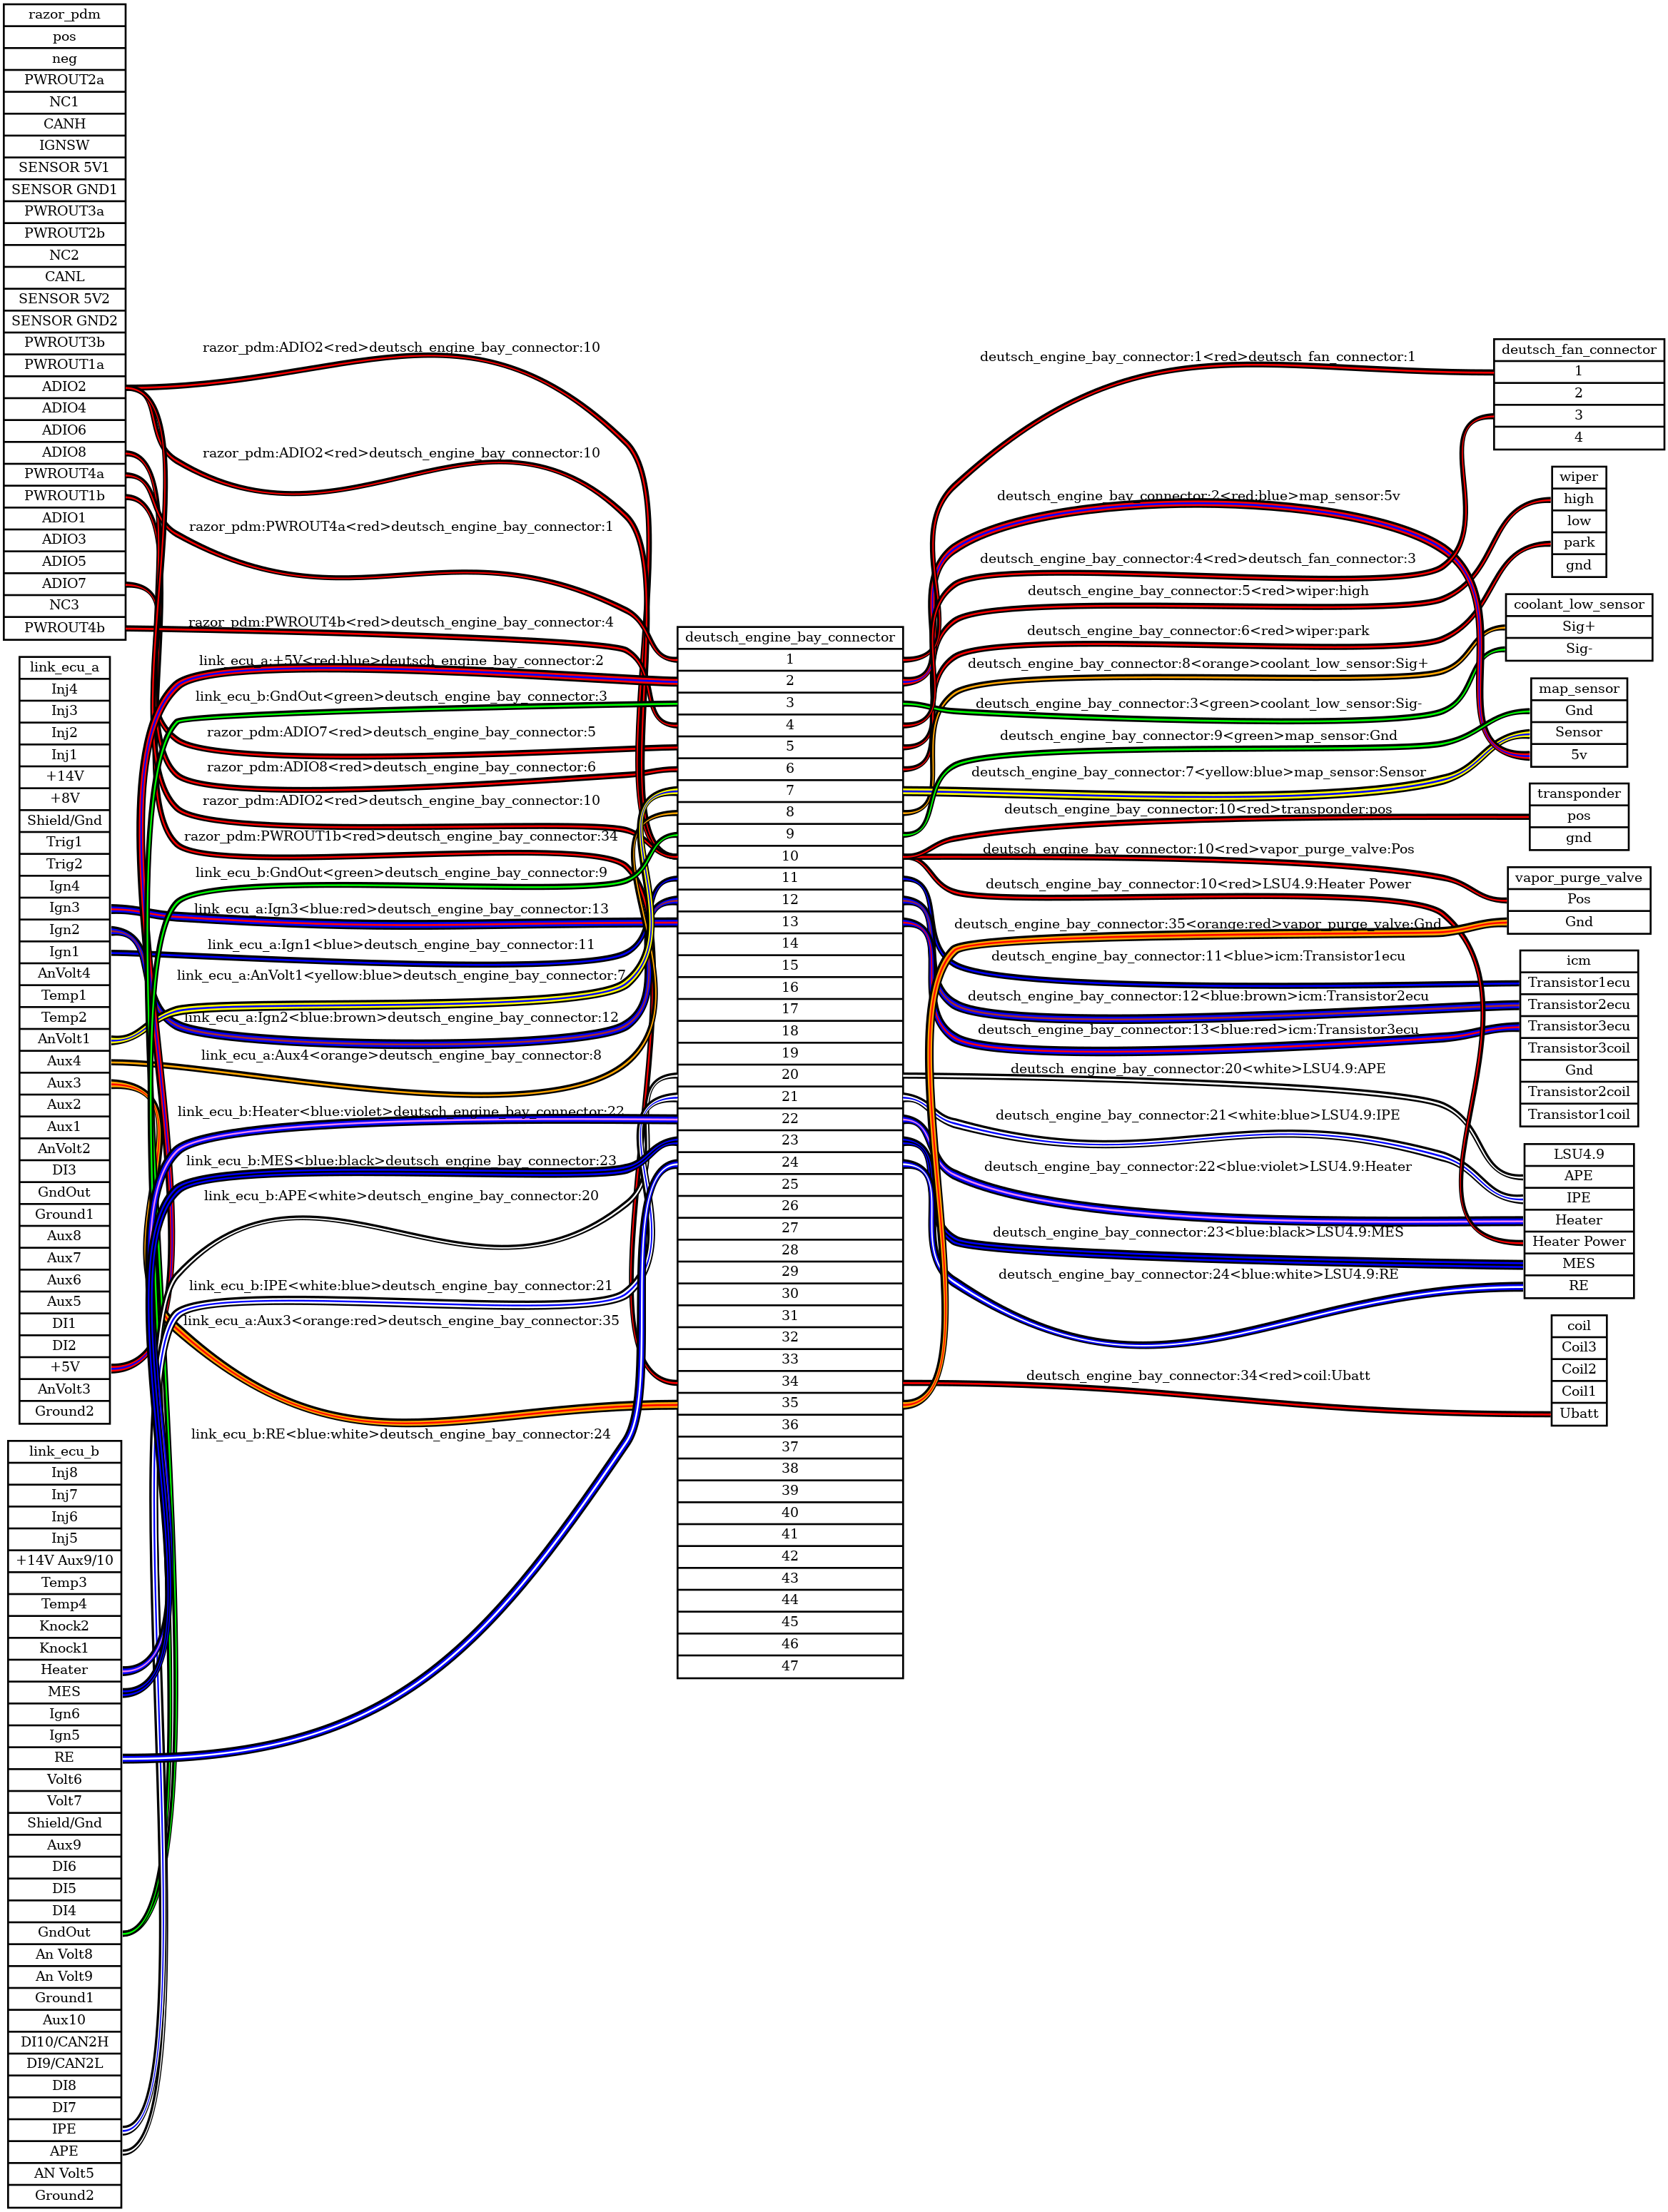 razor_pdm
pos
neg
PWROUT2a
NC1
CANH
IGNSW
SENSOR 5V1
SENSOR GND1
PWROUT3a
PWROUT2b
NC2
CANL
SENSOR 5V2
SENSOR GND2
PWROUT3b
PWROUT1a
ADIO2
ADIO4
ADIO6
ADIO8
PWROUT4a
PWROUT1b
ADIO1
ADIO3
ADIO5
ADIO7
NC3
PWROUT4b
link_ecu_a
Inj4
Inj3
Inj2
Inj1
+14V
+8V
Shield/Gnd
Trig1
Trig2
Ign4
Ign3
Ign2
Ign1
AnVolt4
Temp1
Temp2
AnVolt1
Aux4
Aux3
Aux2
Aux1
AnVolt2
DI3
GndOut
Ground1
Aux8
Aux7
Aux6
Aux5
DI1
DI2
+5V
AnVolt3
Ground2
link_ecu_b
Inj8
Inj7
Inj6
Inj5
+14V Aux9/10
Temp3
Temp4
Knock2
Knock1
Heater
MES
Ign6
Ign5
RE
Volt6
Volt7
Shield/Gnd
Aux9
DI6
DI5
DI4
GndOut
An Volt8
An Volt9
Ground1
Aux10
DI10/CAN2H
DI9/CAN2L
DI8
DI7
IPE
APE
AN Volt5
Ground2
razor_pdm:ADIO2<red>deutsch_engine_bay_connector:10
razor_pdm:ADIO2<red>deutsch_engine_bay_connector:10
razor_pdm:PWROUT4a<red>deutsch_engine_bay_connector:1
razor_pdm:PWROUT4b<red>deutsch_engine_bay_connector:4
link_ecu_a:+5V<red:blue>deutsch_engine_bay_connector:2
link_ecu_b:GndOut<green>deutsch_engine_bay_connector:3
razor_pdm:ADIO7<red>deutsch_engine_bay_connector:5
razor_pdm:ADIO8<red>deutsch_engine_bay_connector:6
razor_pdm:ADIO2<red>deutsch_engine_bay_connector:10
razor_pdm:PWROUT1b<red>deutsch_engine_bay_connector:34
link_ecu_b:GndOut<green>deutsch_engine_bay_connector:9
link_ecu_a:Ign3<blue:red>deutsch_engine_bay_connector:13
link_ecu_a:Ign1<blue>deutsch_engine_bay_connector:11
link_ecu_a:AnVolt1<yellow:blue>deutsch_engine_bay_connector:7
link_ecu_a:Ign2<blue:brown>deutsch_engine_bay_connector:12
link_ecu_a:Aux4<orange>deutsch_engine_bay_connector:8
link_ecu_b:Heater<blue:violet>deutsch_engine_bay_connector:22
link_ecu_b:MES<blue:black>deutsch_engine_bay_connector:23
link_ecu_b:APE<white>deutsch_engine_bay_connector:20
link_ecu_b:IPE<white:blue>deutsch_engine_bay_connector:21
link_ecu_a:Aux3<orange:red>deutsch_engine_bay_connector:35
link_ecu_b:RE<blue:white>deutsch_engine_bay_connector:24
deutsch_engine_bay_connector
1
2
3
4
5
6
7
8
9
10
11
12
13
14
15
16
17
18
19
20
21
22
23
24
25
26
27
28
29
30
31
32
33
34
35
36
37
38
39
40
41
42
43
44
45
46
47
deutsch_engine_bay_connector:1<red>deutsch_fan_connector:1
deutsch_engine_bay_connector:2<red:blue>map_sensor:5v
deutsch_engine_bay_connector:4<red>deutsch_fan_connector:3
deutsch_engine_bay_connector:5<red>wiper:high
deutsch_engine_bay_connector:6<red>wiper:park
deutsch_engine_bay_connector:8<orange>coolant_low_sensor:Sig+
deutsch_engine_bay_connector:3<green>coolant_low_sensor:Sig-
deutsch_engine_bay_connector:9<green>map_sensor:Gnd
deutsch_engine_bay_connector:7<yellow:blue>map_sensor:Sensor
deutsch_engine_bay_connector:10<red>transponder:pos
deutsch_engine_bay_connector:10<red>vapor_purge_valve:Pos
deutsch_engine_bay_connector:10<red>LSU4.9:Heater Power
deutsch_engine_bay_connector:35<orange:red>vapor_purge_valve:Gnd
deutsch_engine_bay_connector:11<blue>icm:Transistor1ecu
deutsch_engine_bay_connector:12<blue:brown>icm:Transistor2ecu
deutsch_engine_bay_connector:13<blue:red>icm:Transistor3ecu
deutsch_engine_bay_connector:20<white>LSU4.9:APE
deutsch_engine_bay_connector:21<white:blue>LSU4.9:IPE
deutsch_engine_bay_connector:22<blue:violet>LSU4.9:Heater
deutsch_engine_bay_connector:23<blue:black>LSU4.9:MES
deutsch_engine_bay_connector:24<blue:white>LSU4.9:RE
deutsch_engine_bay_connector:34<red>coil:Ubatt
deutsch_fan_connector
1
2
3
4
wiper
high
low
park
gnd
coolant_low_sensor
Sig+
Sig-
map_sensor
Gnd
Sensor
5v
transponder
pos
gnd
vapor_purge_valve
Pos
Gnd
icm
Transistor1ecu
Transistor2ecu
Transistor3ecu
Transistor3coil
Gnd
Transistor2coil
Transistor1coil
LSU4.9
APE
IPE
Heater
Heater Power
MES
RE
coil
Coil3
Coil2
Coil1
Ubatt